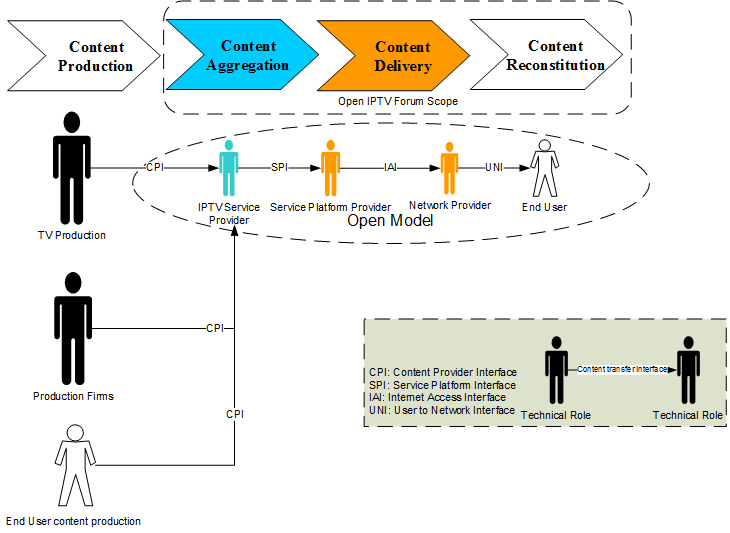 Content
Production
Content
Aggregation
Content
Delivery
Content
Reconstitution
Open IPTV Forum Scope
CPI
SPI
IAI
UNI
TV Production
IPTV Service
Provider
Service Platform Provider
Network Provider
End User
Open Model
Production Firms
CPI
CPI
End User content production
CPI: Content Provider Interface
SPI: Service Platform Interface
IAI: Internet Access Interface
UNI: User to Network Interface
Content transfer Interface
Technical Role
Technical Role